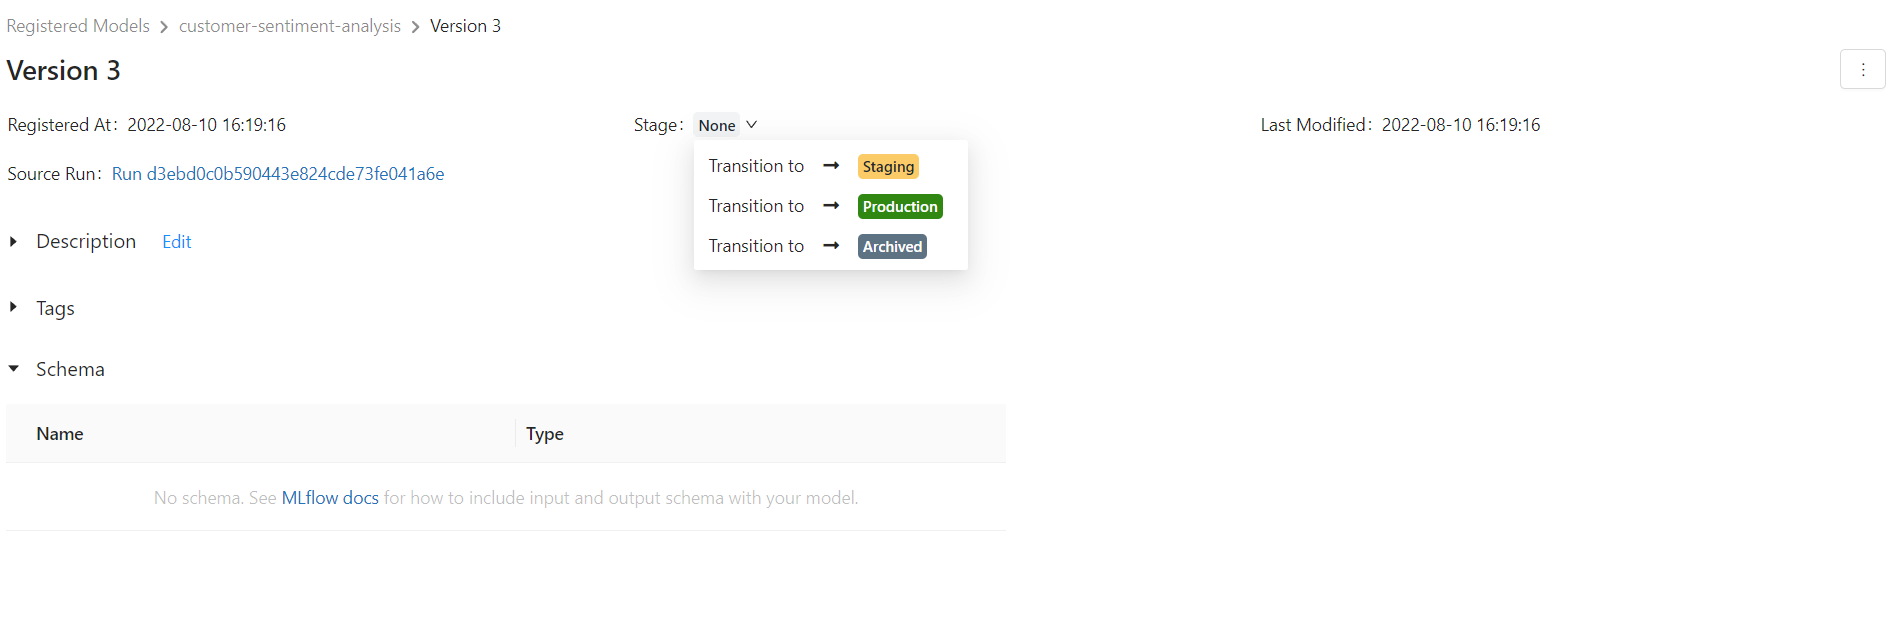 Registered Models > customer-sentiment-analysis > Version 3
Version 3
Registered At: 2022-08-10 16:19:16
Stage: None
Last Modified: 2022-08-10 16:19:16
Transition to → Staging
Source Run: Run d3ebd0c0b590443e824cde73fe041a6e
Transition to → Production
Transition to → Archived
Description Edit
Tags
Schema
Name Type
No schema. See MLflow docs for how to include input and output schema with your model.